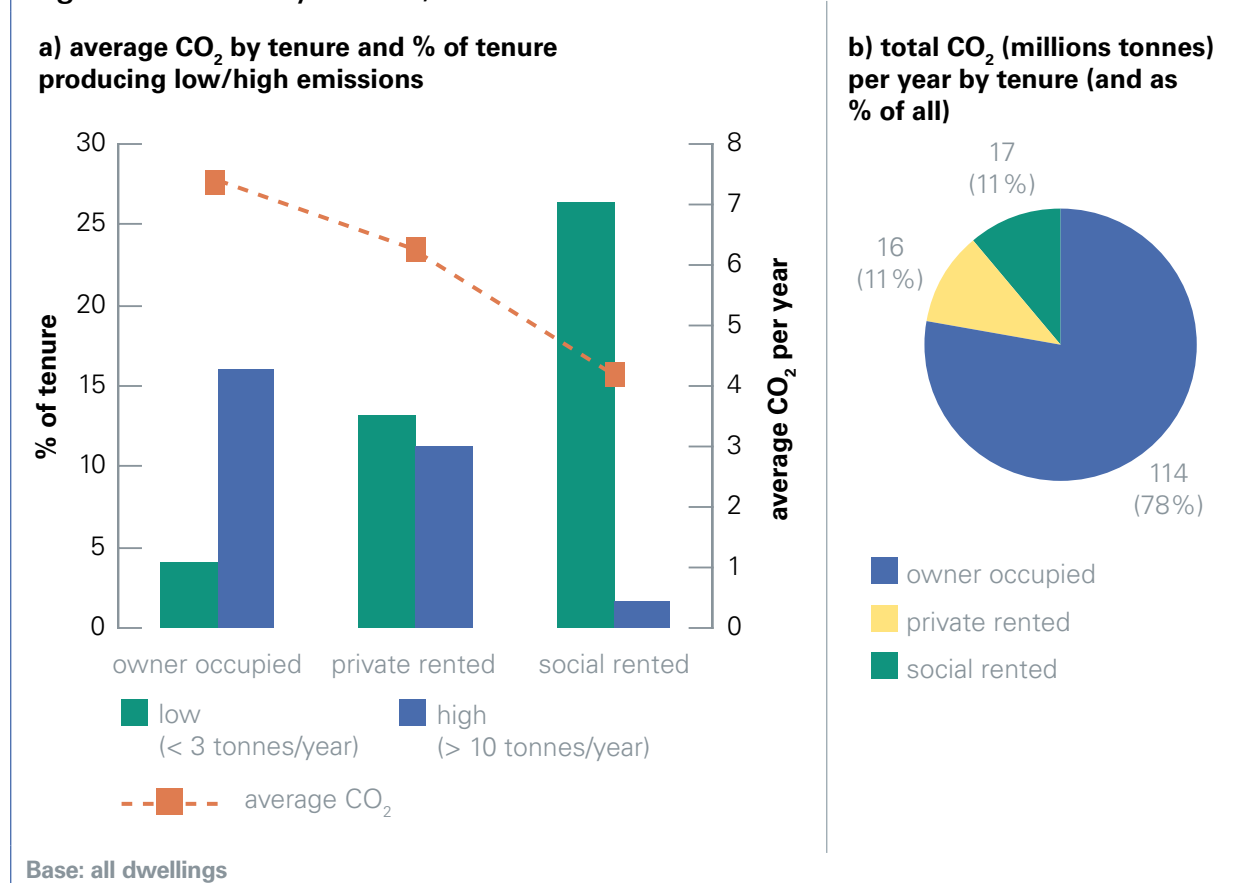 a) average CO2 by tenure and % of tenure
producing low/high emissions
30
25
20
15
10
5
0
% of tenure
8
7
6
5
4
3
2
1
0
average CO2 per year
owner occupied
private rented
social rented
low
(< 3 tonnes/year)
high
(> 10 tonnes/year)
average CO2
b) total CO2 (millions tonnes)
per year by tenure (and as
% of all)
17
(11%)
16
(11%)
114
(78%)
owner occupied
private rented
social rented
Base: all dwellings